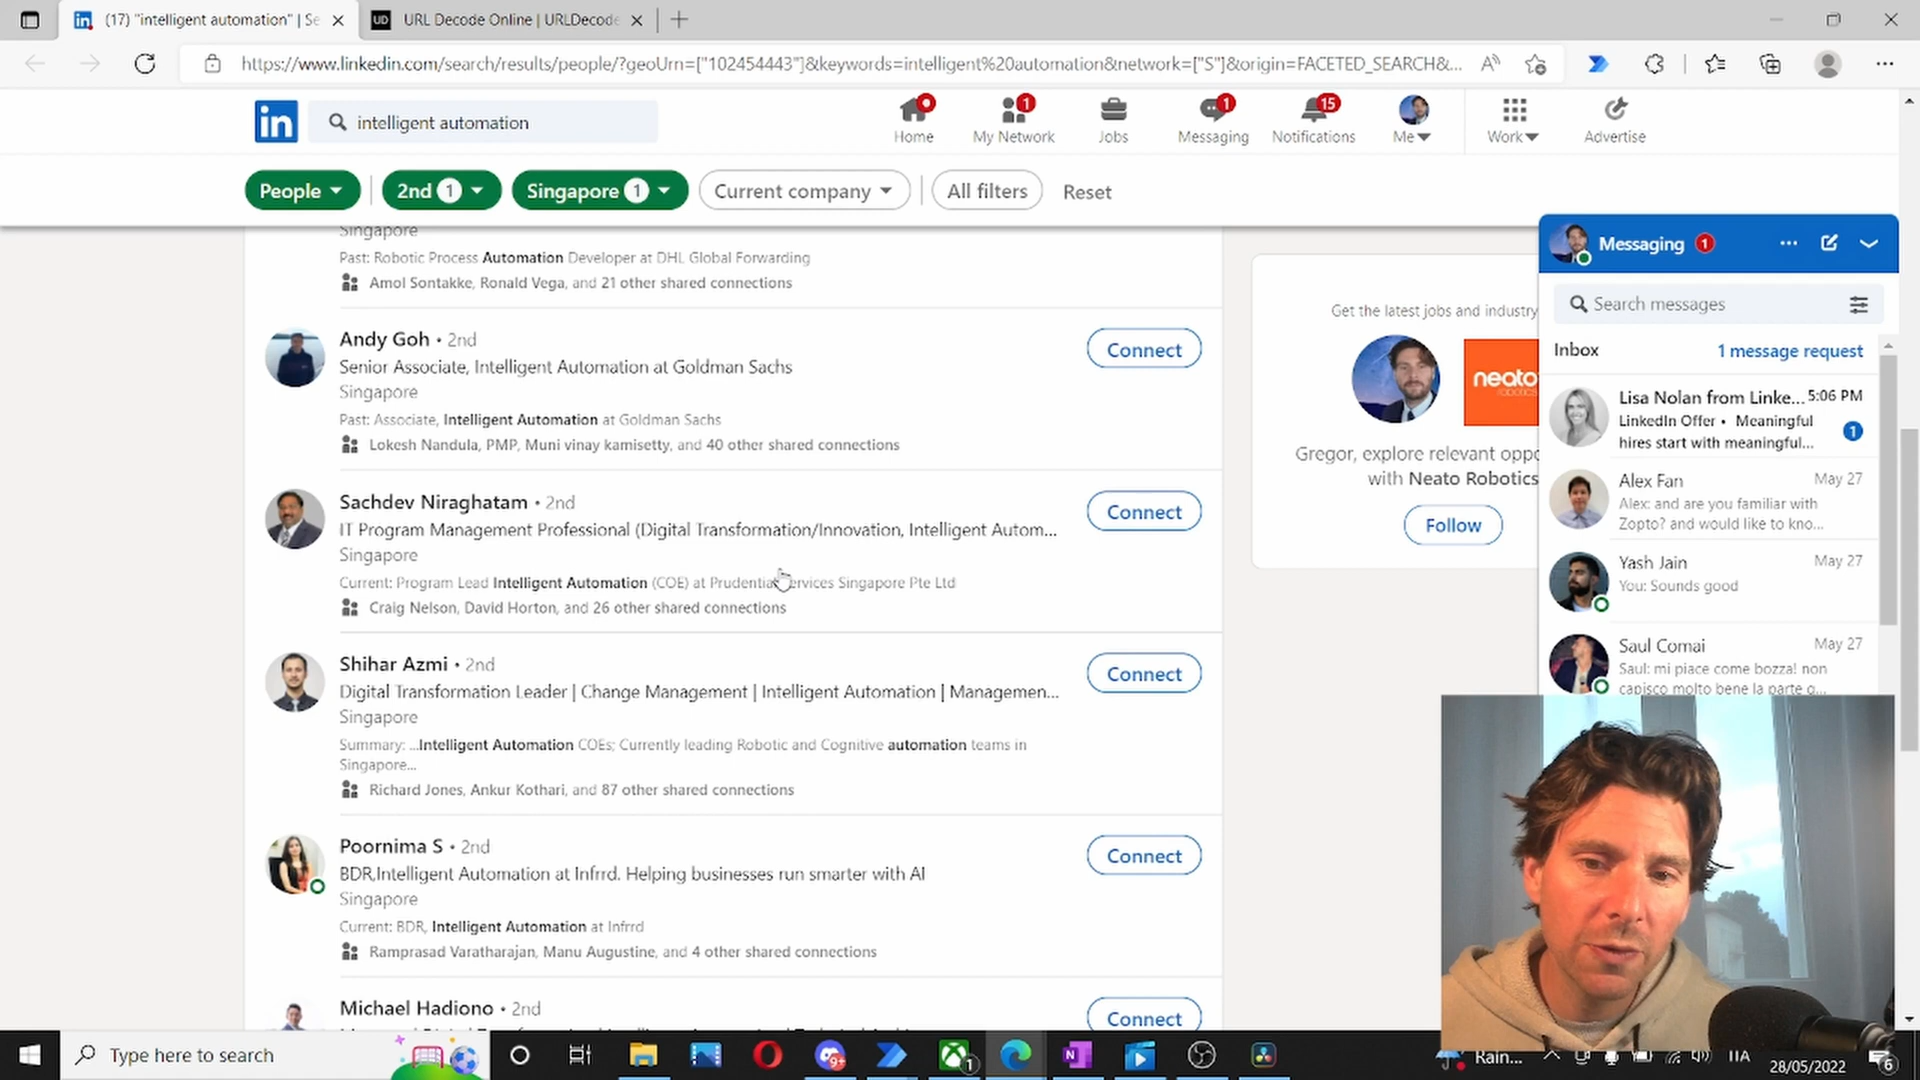 (17) "intelligent automation" | Se
URL Decode Online | URLDecode
https://www.linkedin.com/search/results/people/?geoUrn=["102454443"]&keywords=intelligent%20automation&network=["S"]&origin=FACETED_SEARCH&...
in
intelligent automation
Home
1
My Network
Jobs
1
Messaging
15
Notifications
Me
Work
Advertise
People
2nd 1
Singapore 1
Current company
All filters
Reset
Singapore
Past: Robotic Process Automation Developer at DHL Global Forwarding
Amol Sontakke, Ronald Vega, and 21 other shared connections
Andy Goh • 2nd
Connect
Senior Associate, Intelligent Automation at Goldman Sachs
Singapore
Past: Associate, Intelligent Automation at Goldman Sachs
Lokesh Nandula, PMP, Muni vinay kamisetty, and 40 other shared connections
Sachdev Niraghatam • 2nd
Connect
IT Program Management Professional (Digital Transformation/Innovation, Intelligent Autom...
Singapore
Current: Program Lead Intelligent Automation (COE) at Prudential Services Singapore Pte Ltd
Craig Nelson, David Horton, and 26 other shared connections
Shihar Azmi • 2nd
Connect
Digital Transformation Leader | Change Management | Intelligent Automation | Managemen...
Singapore
Summary: ...Intelligent Automation COEs; Currently leading Robotic and Cognitive automation teams in
Singapore...
Richard Jones, Ankur Kothari, and 87 other shared connections
Poornima S • 2nd
Connect
BDR,Intelligent Automation at Infrrd. Helping businesses run smarter with AI
Singapore
Current: BDR, Intelligent Automation at Infrrd
Ramprasad Varatharajan, Manu Augustine, and 4 other shared connections
Michael Hadiono • 2nd
Connect
Get the latest jobs and industry
neato
robotics
Gregor, explore relevant oppo
with Neato Robotics
Follow
Messaging 1
Search messages
Inbox
1 message request
Lisa Nolan from Linke... 5:06 PM
LinkedIn Offer • Meaningful
hires start with meaningful...
1
Alex Fan May 27
Alex: and are you familiar with
Zopto? and would like to kno...
Yash Jain May 27
You: Sounds good
Saul Comai May 27
Saul: mi piace come bozza! non
capisco molto bene la parte g...
Type here to search
9+
1
Rain...
ITA
28/05/2022
6